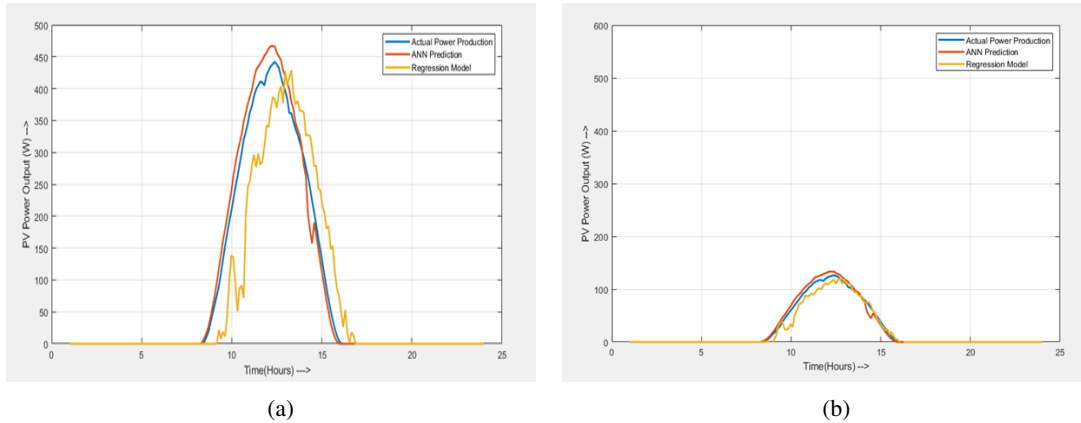 500
450
400
350
300
250
200
150
100
50
0
PV Power Output (W) -->
0 5 10 15 20 25
Time(Hours) --->
Actual Power Production
ANN Prediction
Regression Model
(a)
600
500
400
300
200
100
0
PV Power Output (W) -->
0 5 10 15 20 25
Time(Hours) -->
Actual Power Production
ANN Prediction
Regression Model
(b)